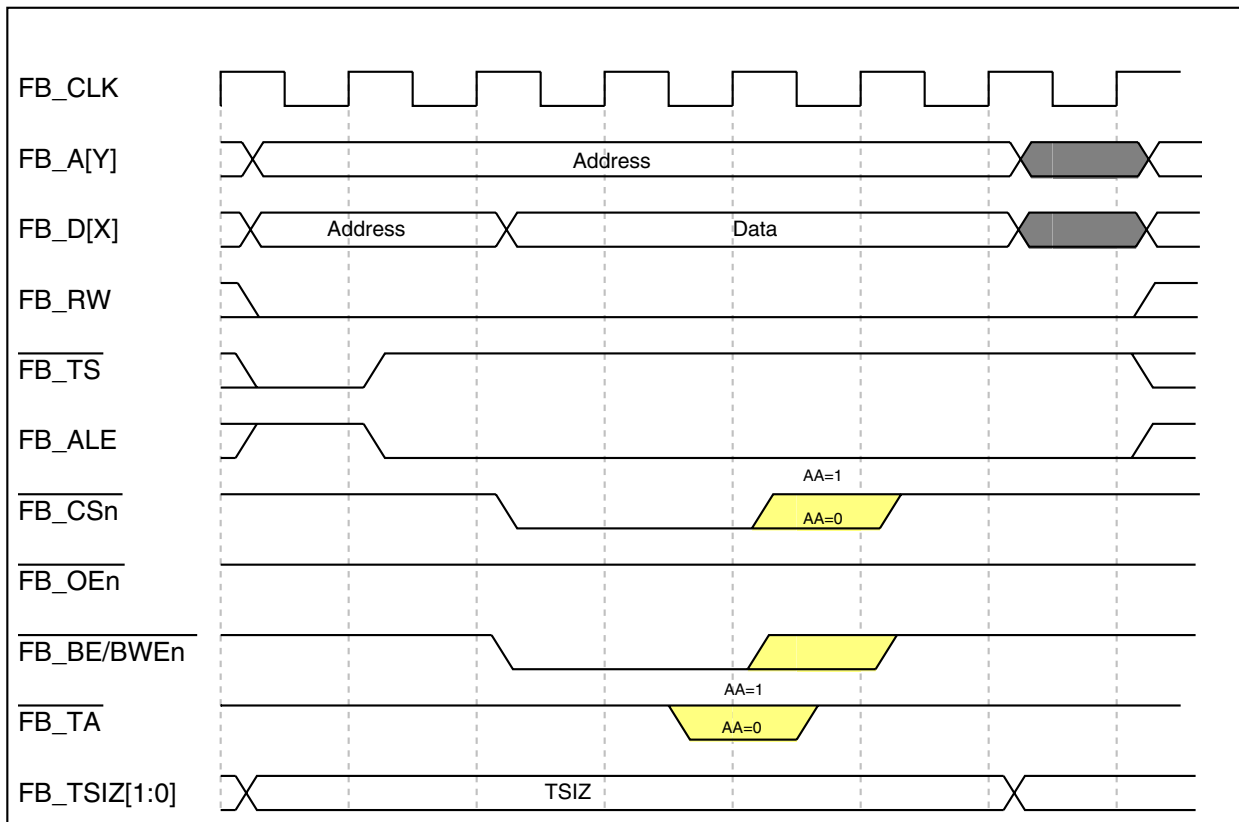 FB_CLK
FB_A[Y]
Address
FB_D[X]
Address
Data
FB_RW
FB_TS
FB_ALE
AA=1
FB_CSn
AA=0
FB_OEn
FB_BE/BWEn
AA=1
FB_TA
AA=0
FB_TSIZ[1:0]
TSIZ